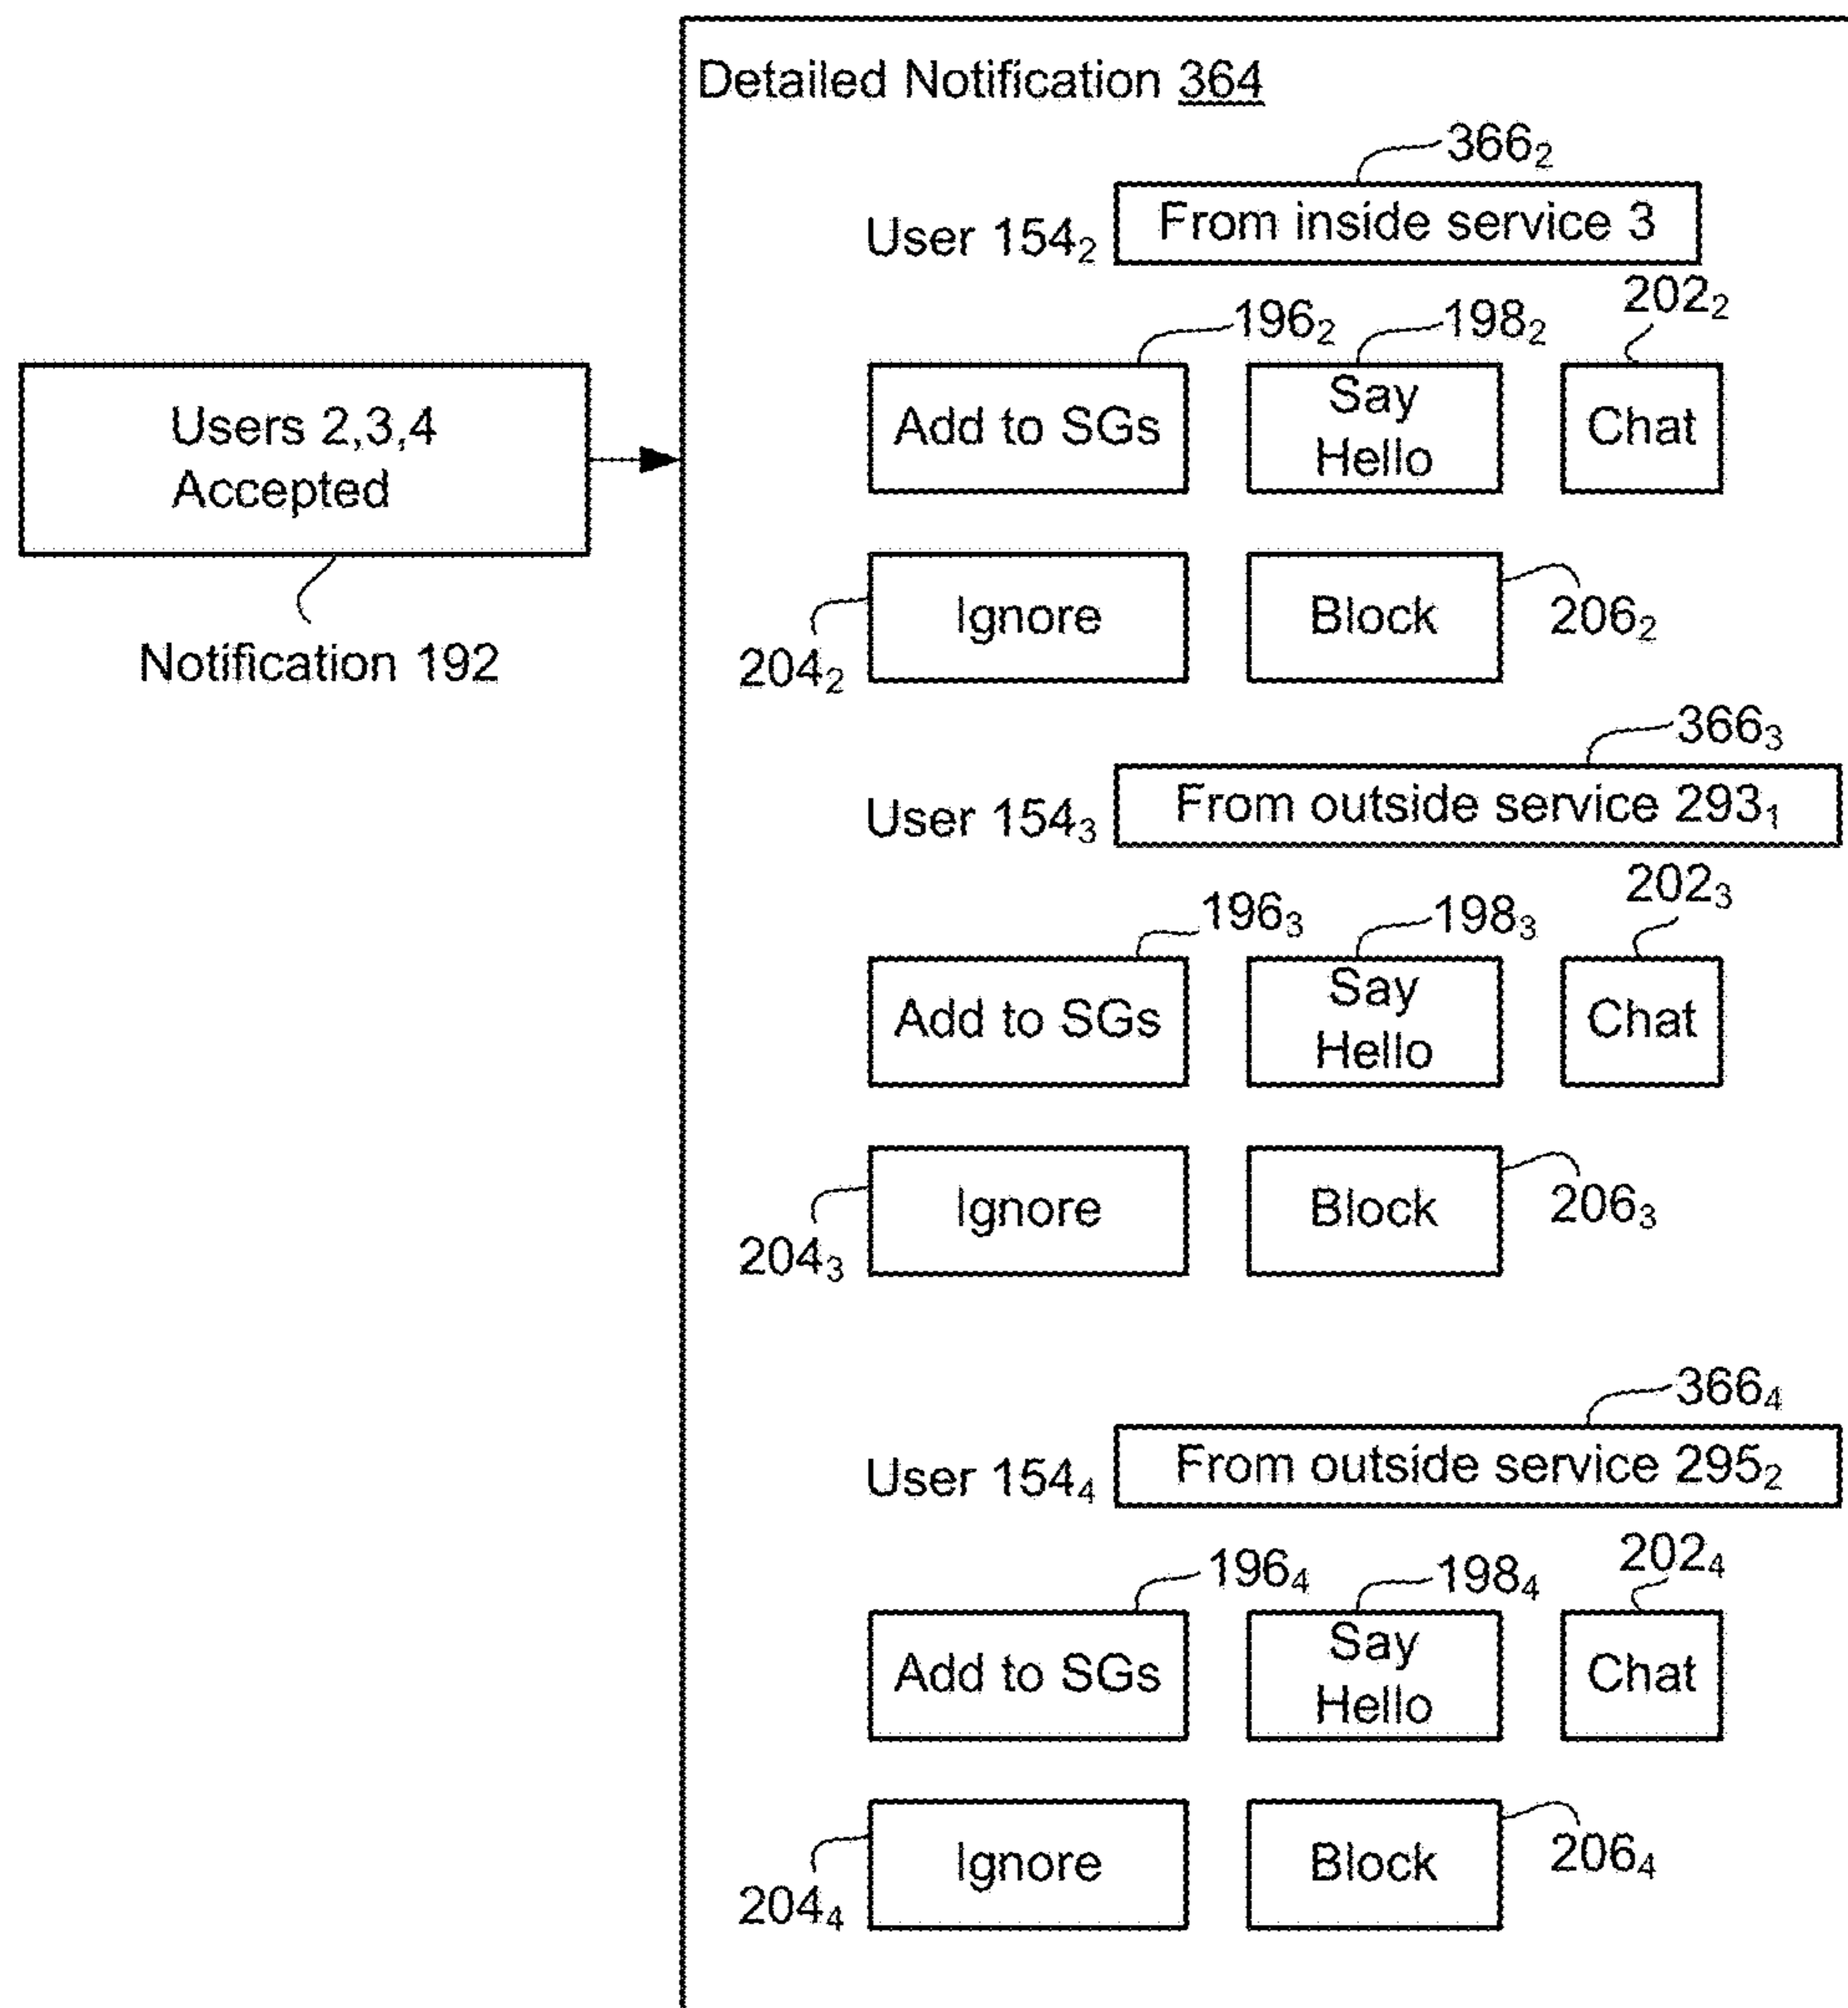 Detailed Notification 364
366₂
User 154₂ From inside service 3
202₂
196₂ 198₂
Add to SGs Say Hello Chat
Users 2,3,4
Accepted
Notification 192
Ignore Block
204₂ 206₂
366₃
User 154₃ From outside service 293₁
202₃
196₃ 198₃
Add to SGs Say Hello Chat
Ignore Block
204₃ 206₃
366₄
User 154₄ From outside service 295₂
202₄
196₄ 198₄
Add to SGs Say Hello Chat
Ignore Block
204₄ 206₄